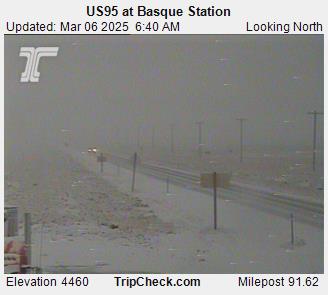 US95 at Basque Station
Updated: Mar 06 2025 6:40 AM Looking North
Elevation 4460 TripCheck.com Milepost 91.62